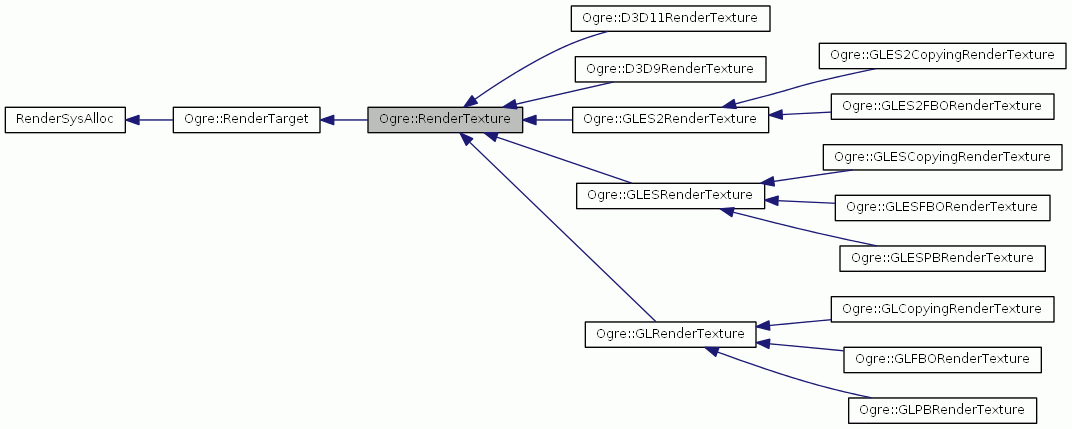 RenderSysAlloc
Ogre::RenderTarget
Ogre::RenderTexture
Ogre::D3D11RenderTexture
Ogre::D3D9RenderTexture
Ogre::GLES2RenderTexture
Ogre::GLES2CopyingRenderTexture
Ogre::GLES2FBORenderTexture
Ogre::GLESRenderTexture
Ogre::GLESCopyingRenderTexture
Ogre::GLESFBORenderTexture
Ogre::GLESPBRenderTexture
Ogre::GLRenderTexture
Ogre::GLCopyingRenderTexture
Ogre::GLFBORenderTexture
Ogre::GLPBRenderTexture